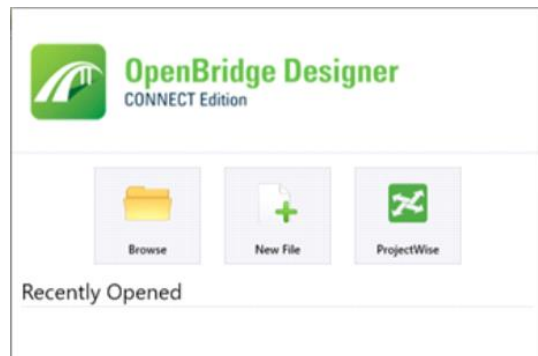 OpenBridge Designer
CONNECT Edition
Browse New File ProjectWise
Recently Opened